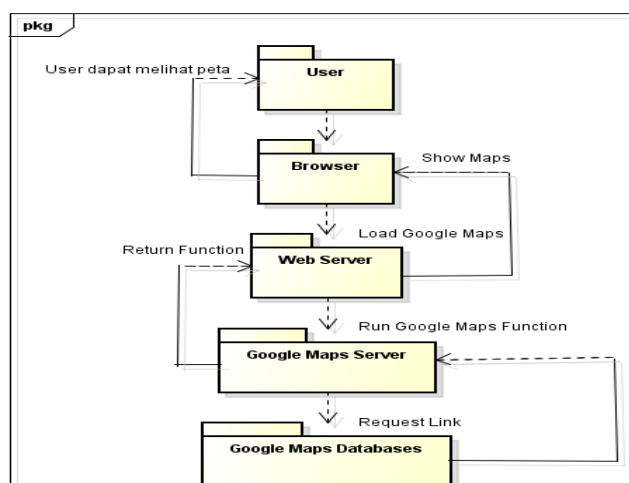 pkg
User
User dapat melihat peta
Browser
Show Maps
Load Google Maps
Return Function
Web Server
Run Google Maps Function
Google Maps Server
Request Link
Google Maps Databases